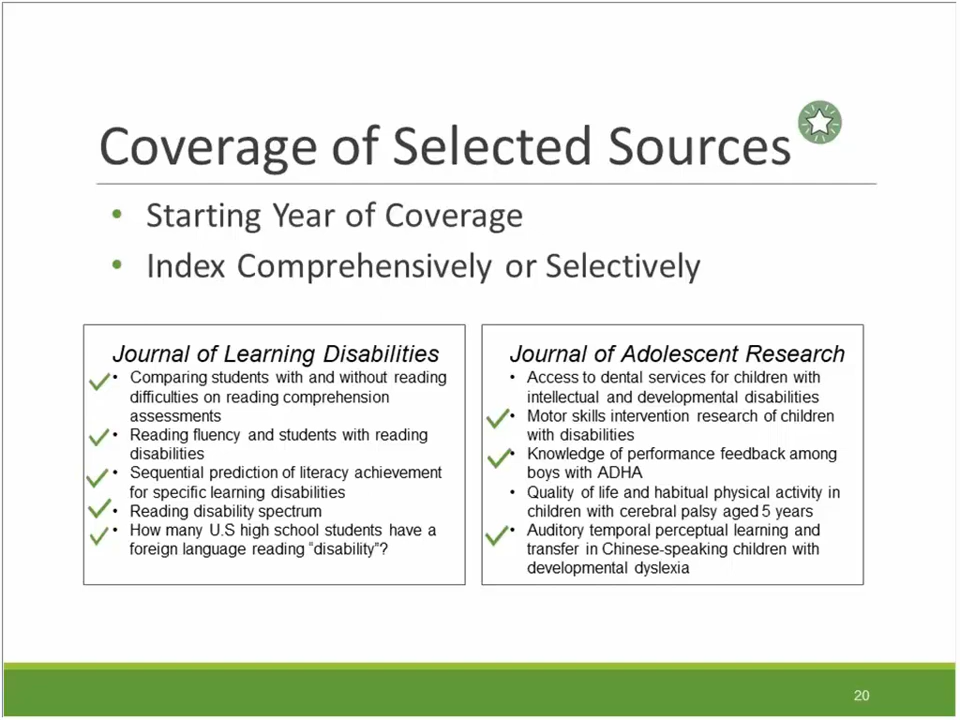 Coverage of Selected Sources
• Starting Year of Coverage
• Index Comprehensively or Selectively
Journal of Learning Disabilities
• Comparing students with and without reading
difficulties on reading comprehension
assessments
• Reading fluency and students with reading
disabilities
• Sequential prediction of literacy achievement
for specific learning disabilities
• Reading disability spectrum
• How many U.S high school students have a
foreign language reading “disability”?
Journal of Adolescent Research
• Access to dental services for children with
intellectual and developmental disabilities
• Motor skills intervention research of children
with disabilities
• Knowledge of performance feedback among
boys with ADHA
• Quality of life and habitual physical activity in
children with cerebral palsy aged 5 years
• Auditory temporal perceptual learning and
transfer in Chinese-speaking children with
developmental dyslexia
20